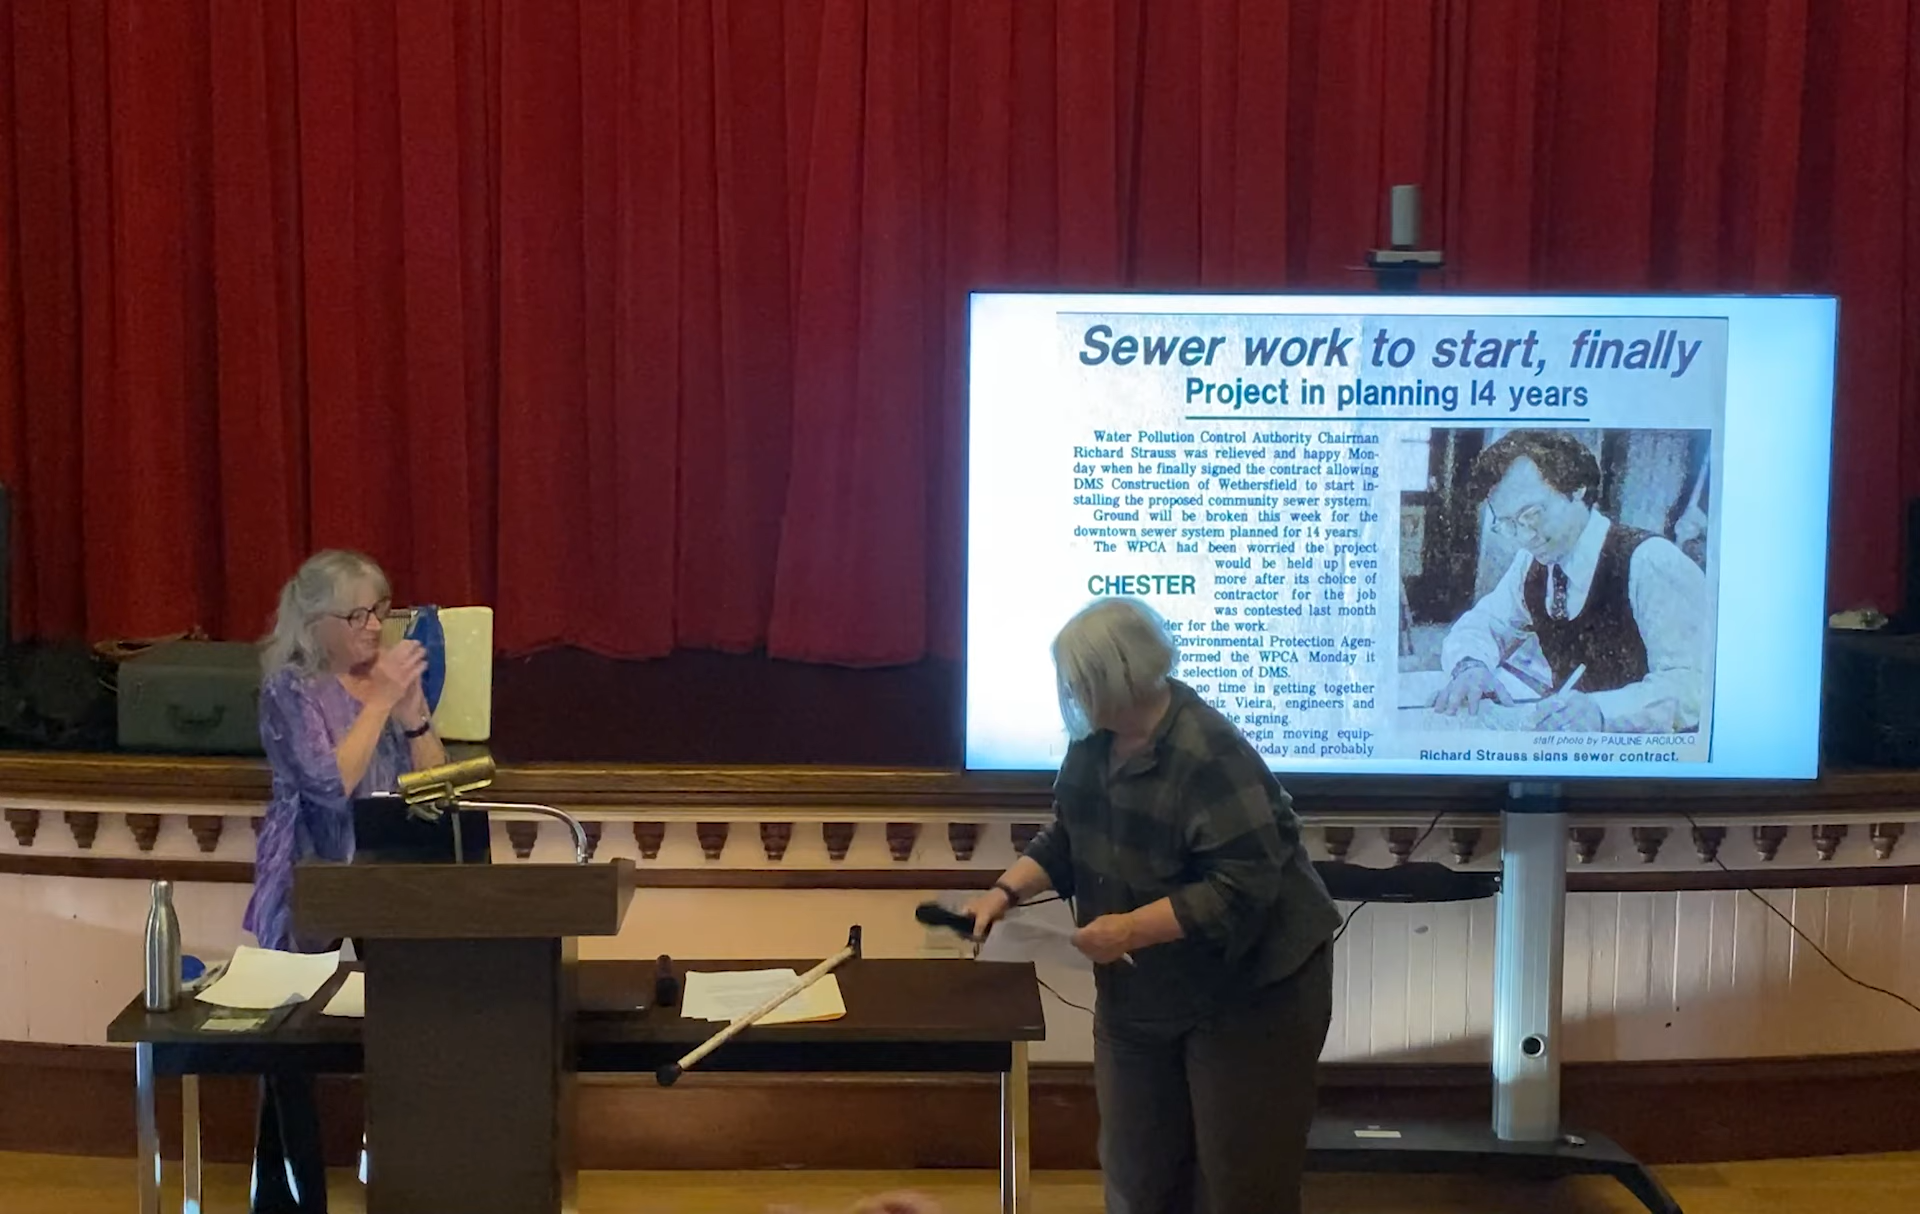 Sewer work to start, finally
Project in planning 14 years
Water Pollution Control Authority Chairman
Richard Strauss was relieved and happy Mon-
day when he finally signed the contract allowing
DMS Construction of Wethersfield to start in-
stalling the proposed community sewer system.
Ground will be broken this week for the
downtown sewer system planned for 14 years.
The WPCA had been worried the project
would be held up even
more after its choice of
CHESTER
contractor for the job
was contested last month
der for the work.
Environmental Protection Agen-
formed the WPCA Monday it
selection of DMS.
no time in getting together
Vieira, engineers and
he signing.
begin moving equip-
today and probably
staff photo by PAULINE ARCIUOLO
Richard Strauss signs sewer contract.